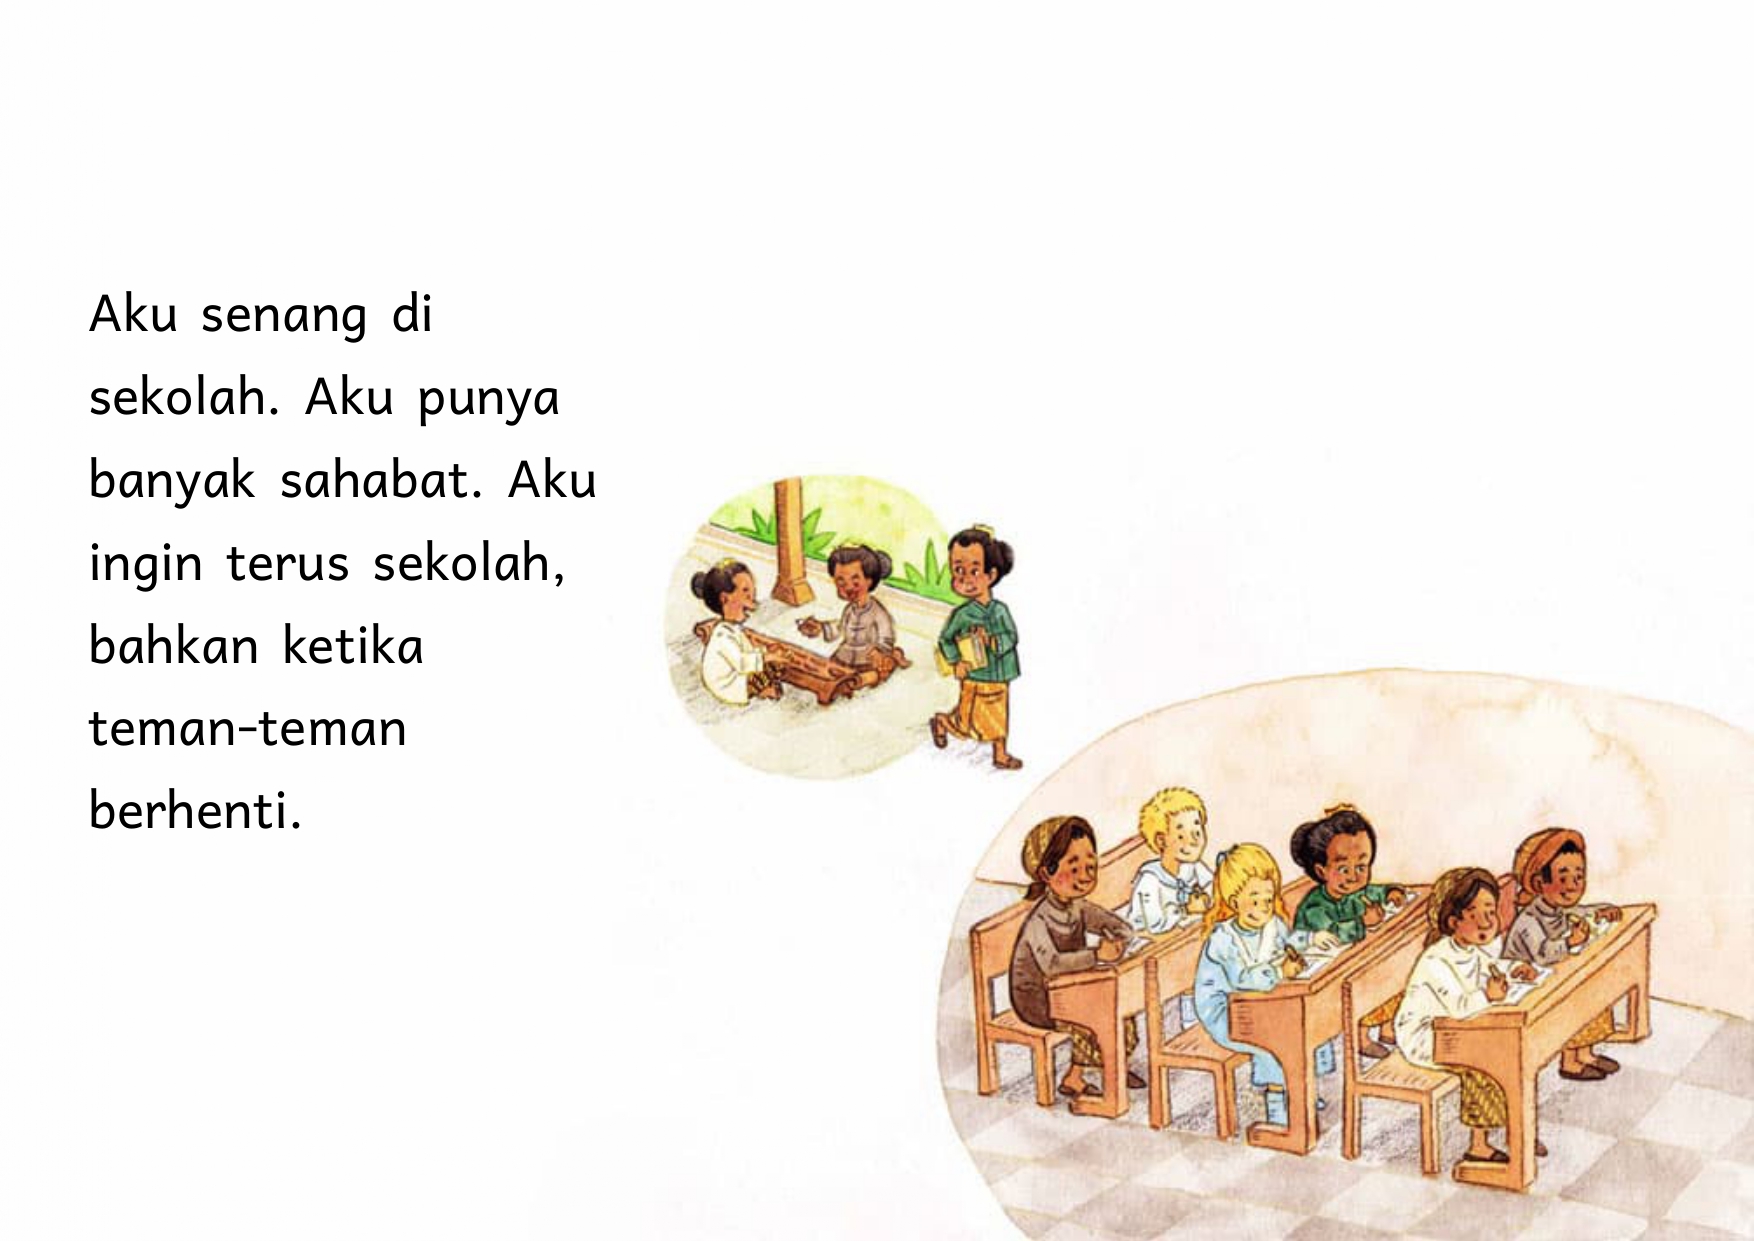 Aku senang di
sekolah. Aku punya
banyak sahabat. Aku
ingin terus sekolah,
bahkan ketika
teman-teman
berhenti.